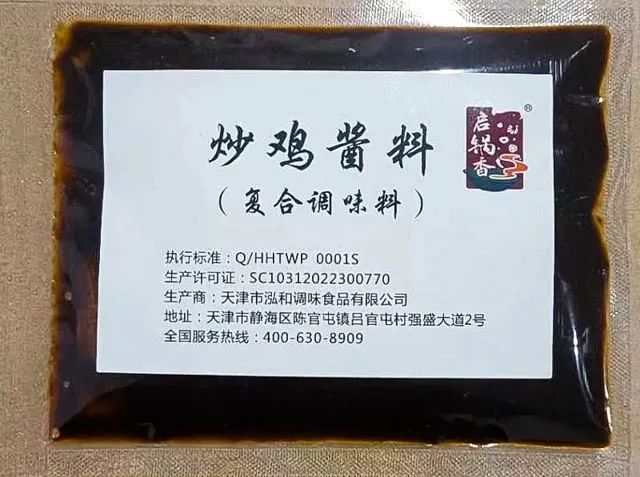 炒鸡酱料
（复合调味料）
启锅香
®
执行标准：Q/HHTWP 0001S
生产许可证：SC10312022300770
生产商：天津市泓和调味食品有限公司
地址：天津市静海区陈官屯镇吕官屯村强盛大道2号
全国服务热线：400-630-8909